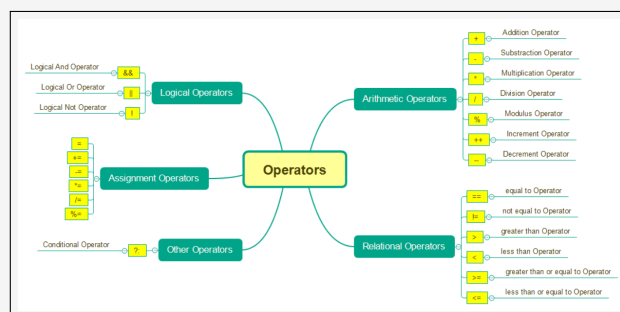 Operators
Logical Operators
&&
Logical And Operator
||
Logical Or Operator
!
Logical Not Operator
Assignment Operators
=
+=
-=
*=
/=
%=
Other Operators
?
Conditional Operator
Arithmetic Operators
+
Addition Operator
-
Substraction Operator
*
Multiplication Operator
/
Division Operator
%
Modulus Operator
++
Increment Operator
--
Decrement Operator
Relational Operators
==
equal to Operator
!=
not equal to Operator
>
greater than Operator
<
less than Operator
>=
greater than or equal to Operator
<=
less than or equal to Operator